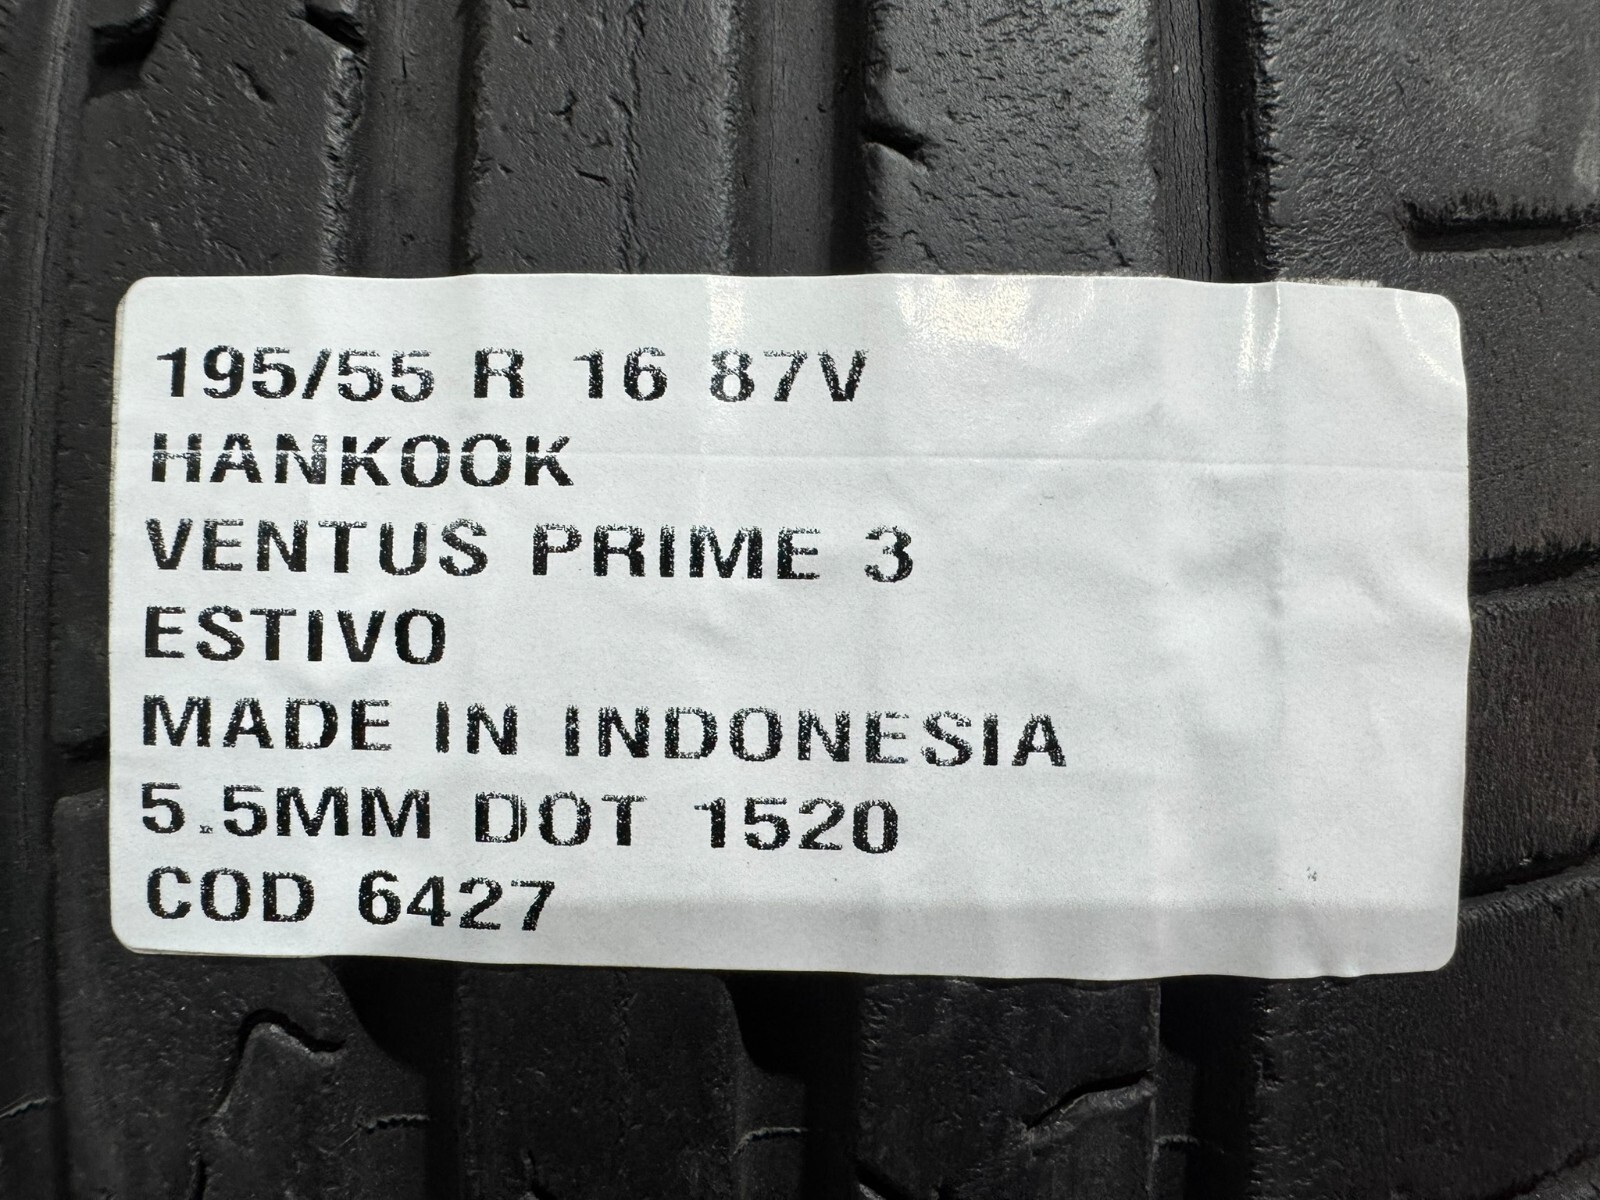 195/55 R 16 87V
HANKOOK
VENTUS PRIME 3
ESTIVO
MADE IN INDONESIA
5.5MM DOT 1520
COD 6427